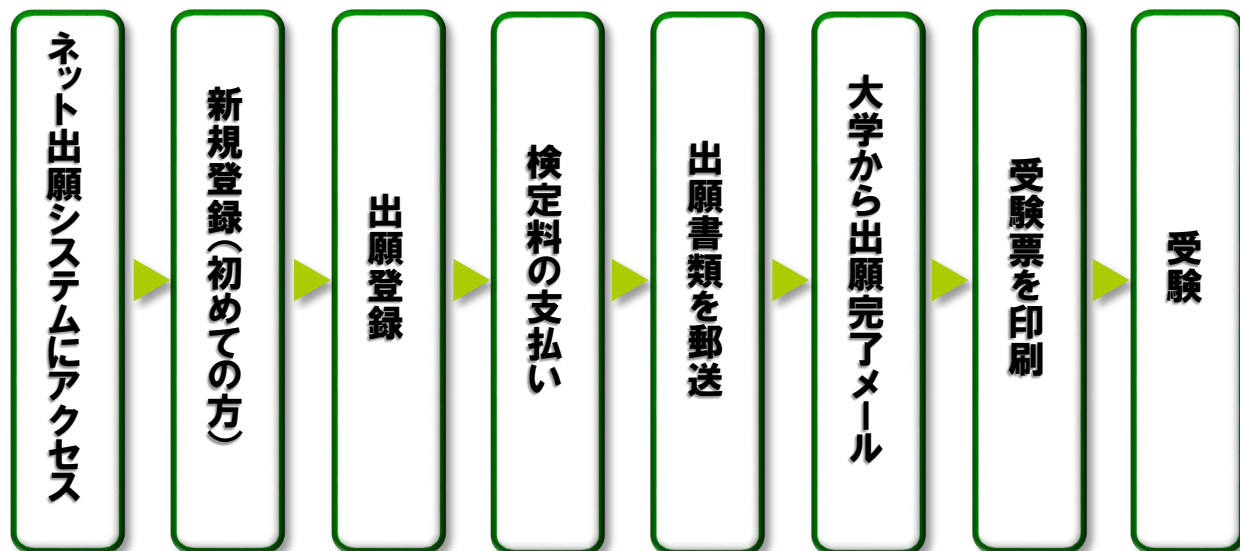 ネット出願システムにアクセス
新規登録(初めての方)
出願登録
検定料の支払い
出願書類を郵送
大学から出願完了メール
受験票を印刷
受験